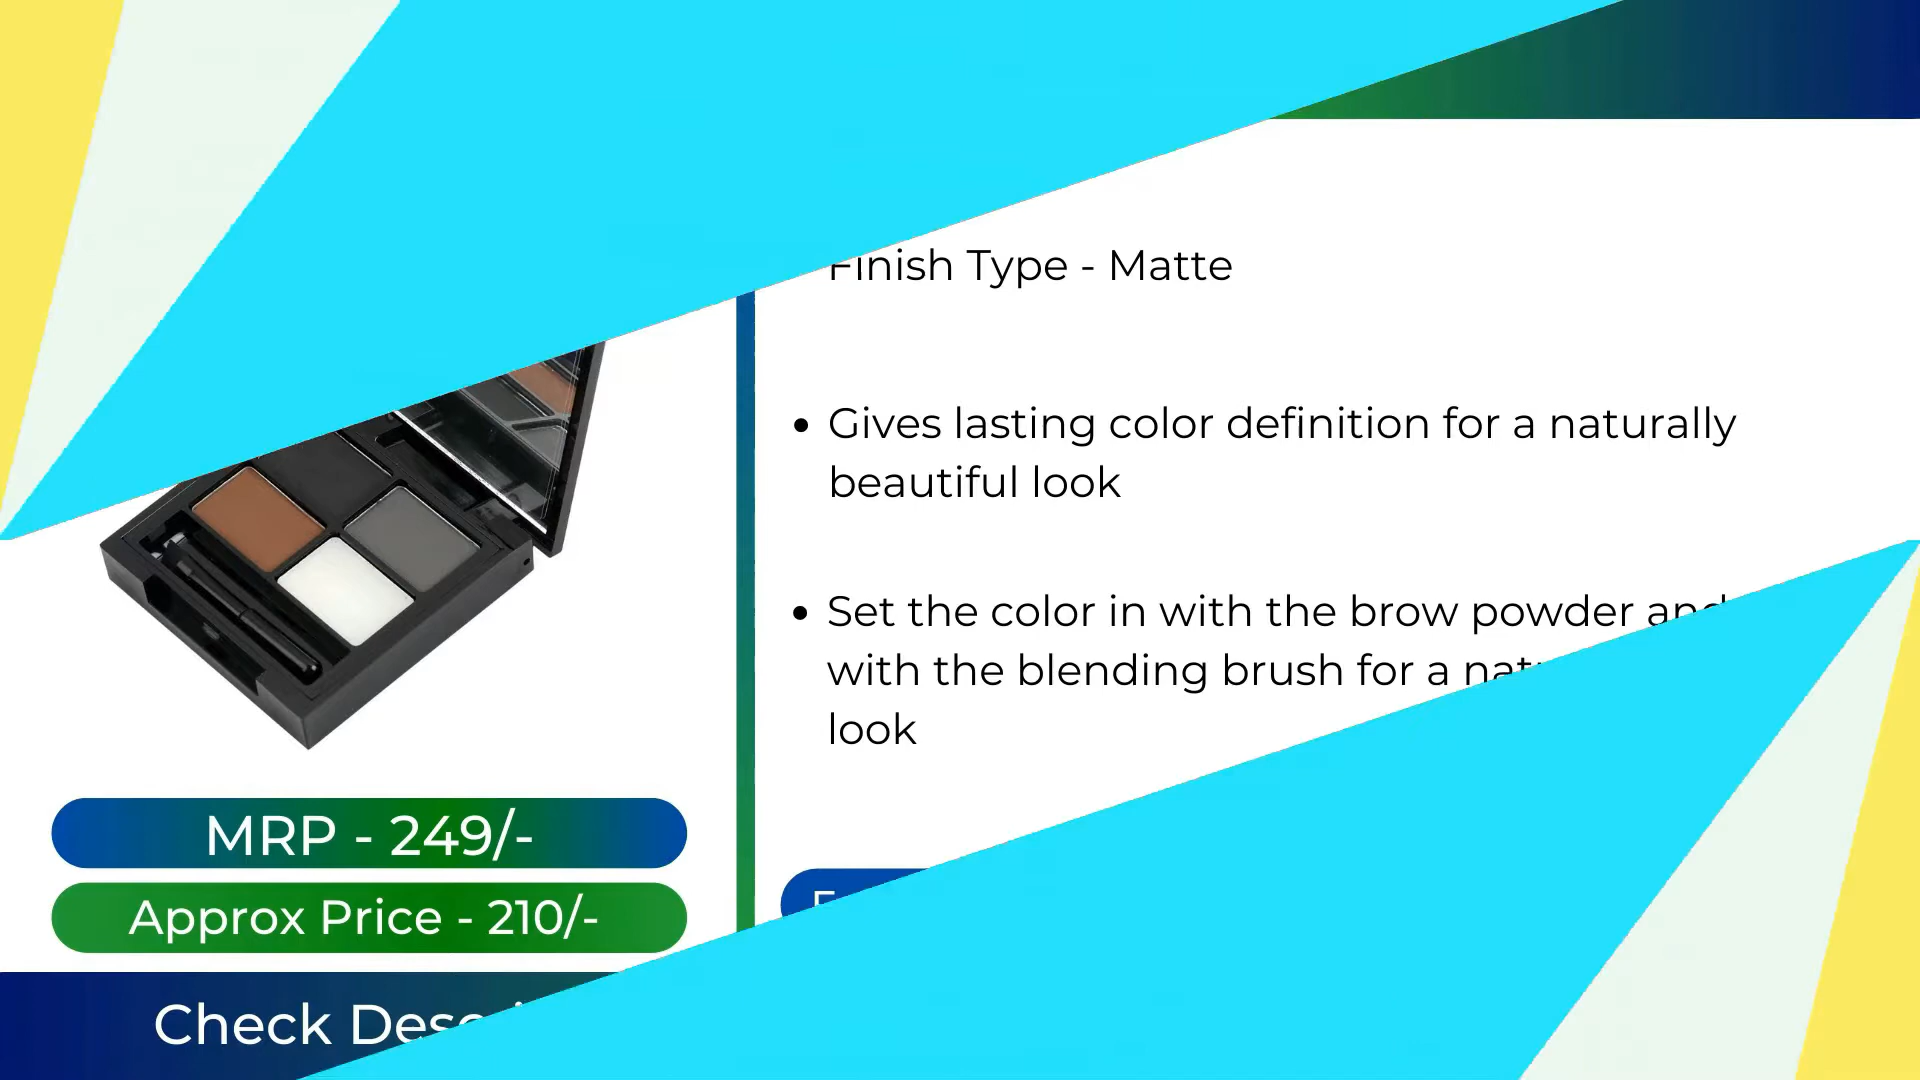 Finish Type - Matte
• Gives lasting color definition for a naturally
beautiful look
• Set the color in with the brow powder and
with the blending brush for a
look
MRP - 249/-
Approx Price - 210/-
Check